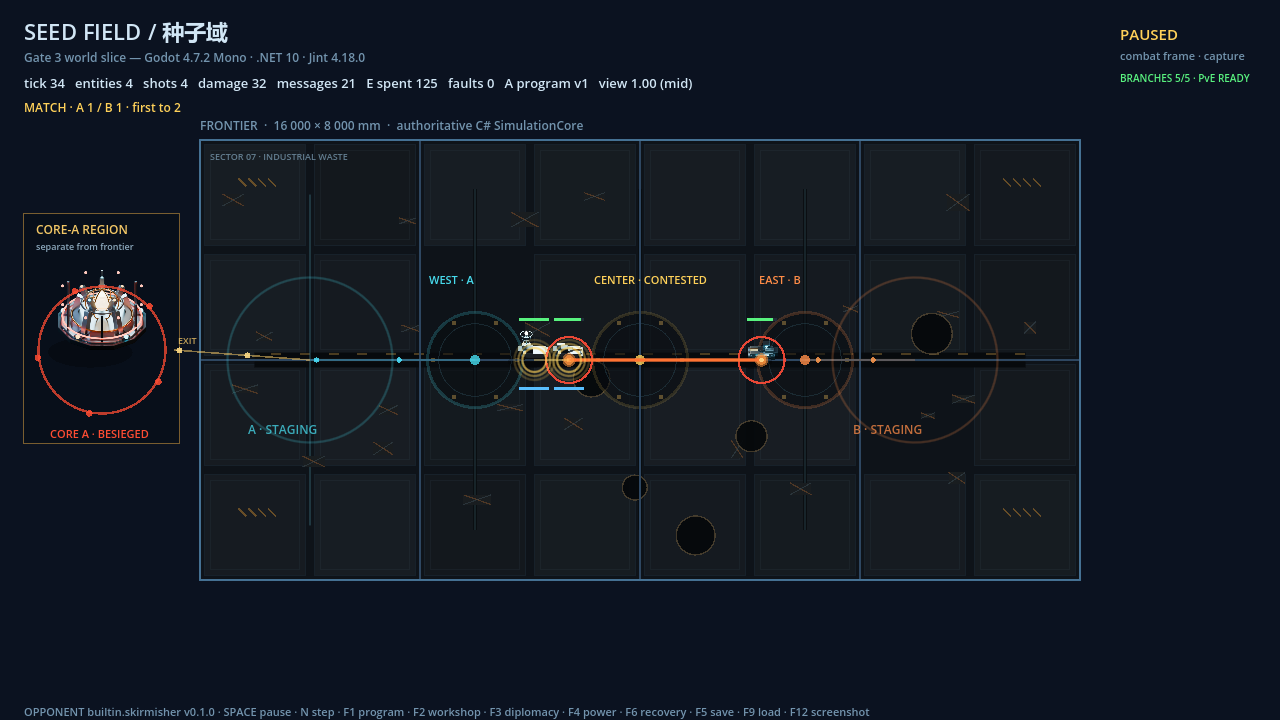 SEED FIELD / 种子域
Gate 3 world slice — Godot 4.7.2 Mono · .NET 10 · Jint 4.18.0
tick 34 entities 4 shots 4 damage 32 messages 21 E spent 125 faults 0 A program v1 view 1.00 (mid)
MATCH · A 1 / B 1 · first to 2
PAUSED
combat frame · capture
BRANCHES 5/5 · PvE READY
FRONTIER · 16 000 × 8 000 mm · authoritative C# SimulationCore
SECTOR 07 · INDUSTRIAL WASTE
CORE-A REGION
separate from frontier
WEST · A
CENTER · CONTESTED
EAST · B
EXIT
A · STAGING
B · STAGING
CORE A · BESIEGED
OPPONENT builtin.skirmisher v0.1.0 · SPACE pause · N step · F1 program · F2 workshop · F3 diplomacy · F4 power · F6 recovery · F5 save · F9 load · F12 screenshot